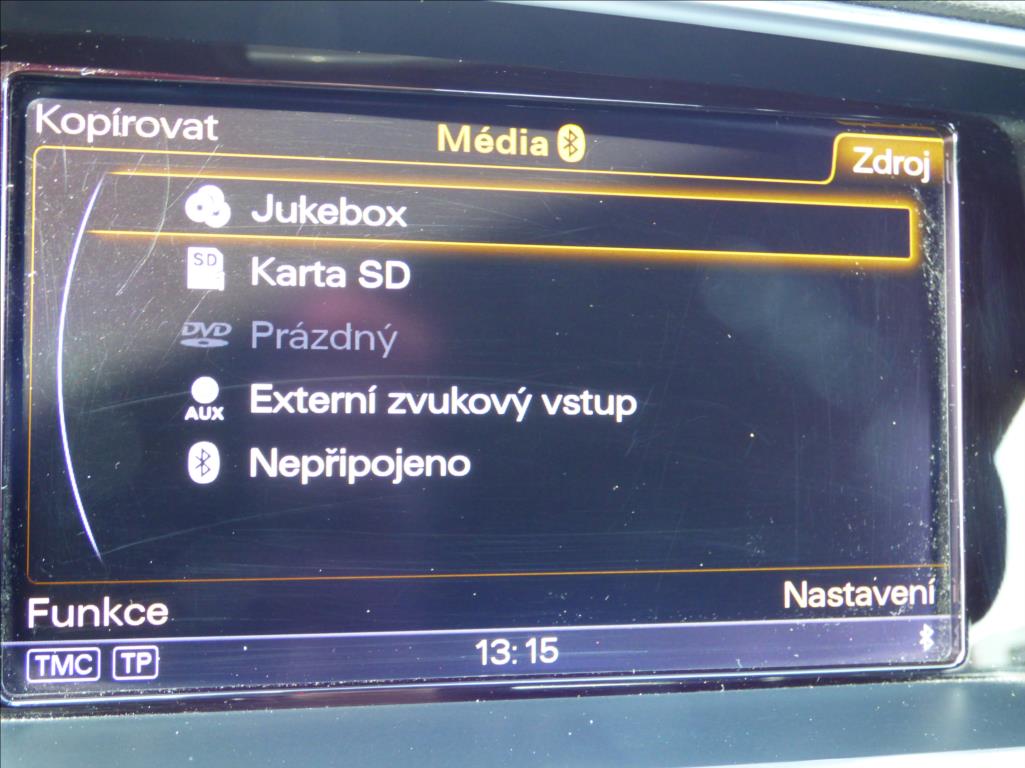 Kopírovat
Média
Zdroj
Jukebox
SD Karta SD
DVD Prázdný
AUX Externí zvukový vstup
Nepřipojeno
Funkce
Nastavení
TMC TP 13:15